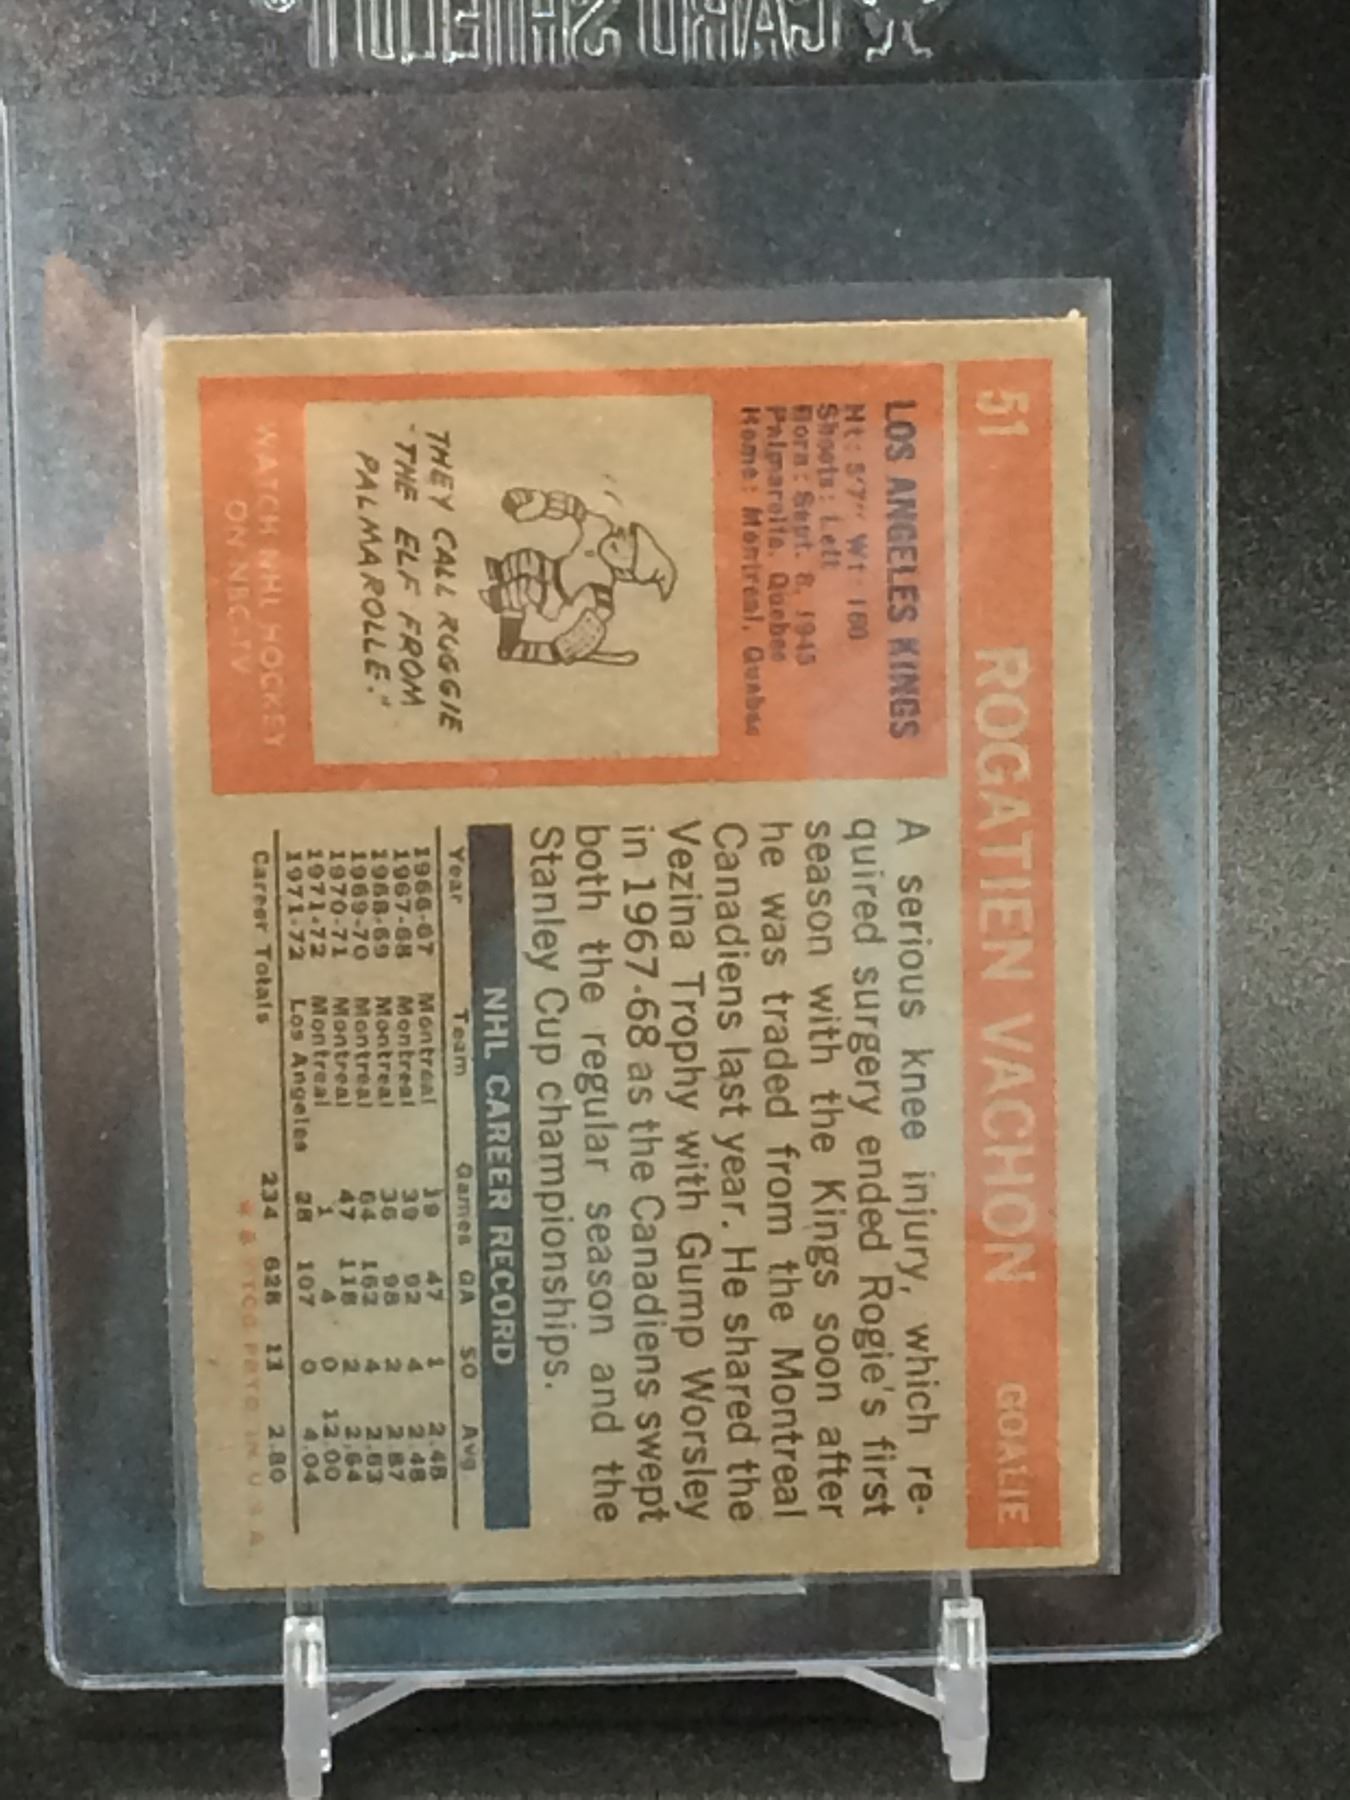 CARD SHIELD
51 ROGATIEN VACHON GOALIE
LOS ANGELES KINGS
Ht: 5'7" Wt: 160
Shoots: Left
Born: Sept. 8, 1945
Palmarolle, Quebec
Home: Montreal, Quebec
THEY CALL ROGGIE
"THE ELF FROM
PALMAROLLE."
WATCH NHL HOCKEY
ON NBC-TV
A serious knee injury, which re-
quired surgery ended Rogie's first
season with the Kings soon after
he was traded from the Montreal
Canadiens last year. He shared the
Vezina Trophy with Gump Worsley
in 1967-68 as the Canadiens swept
both the regular season and the
Stanley Cup championships.
NHL CAREER RECORD
Year Team Games GA SO Avg
1966-67 Montreal 19 47 1 2.48
1967-68 Montreal 39 92 4 2.48
1968-69 Montreal 36 98 2 2.87
1969-70 Montreal 64 162 4 2.63
1970-71 Montreal 47 118 2 2.64
1971-72 Montreal 1 4 0 12.00
1971-72 Los Angeles 28 107 0 4.04
Career Totals 234 628 13 2.80
PRTD. IN U.S.A.